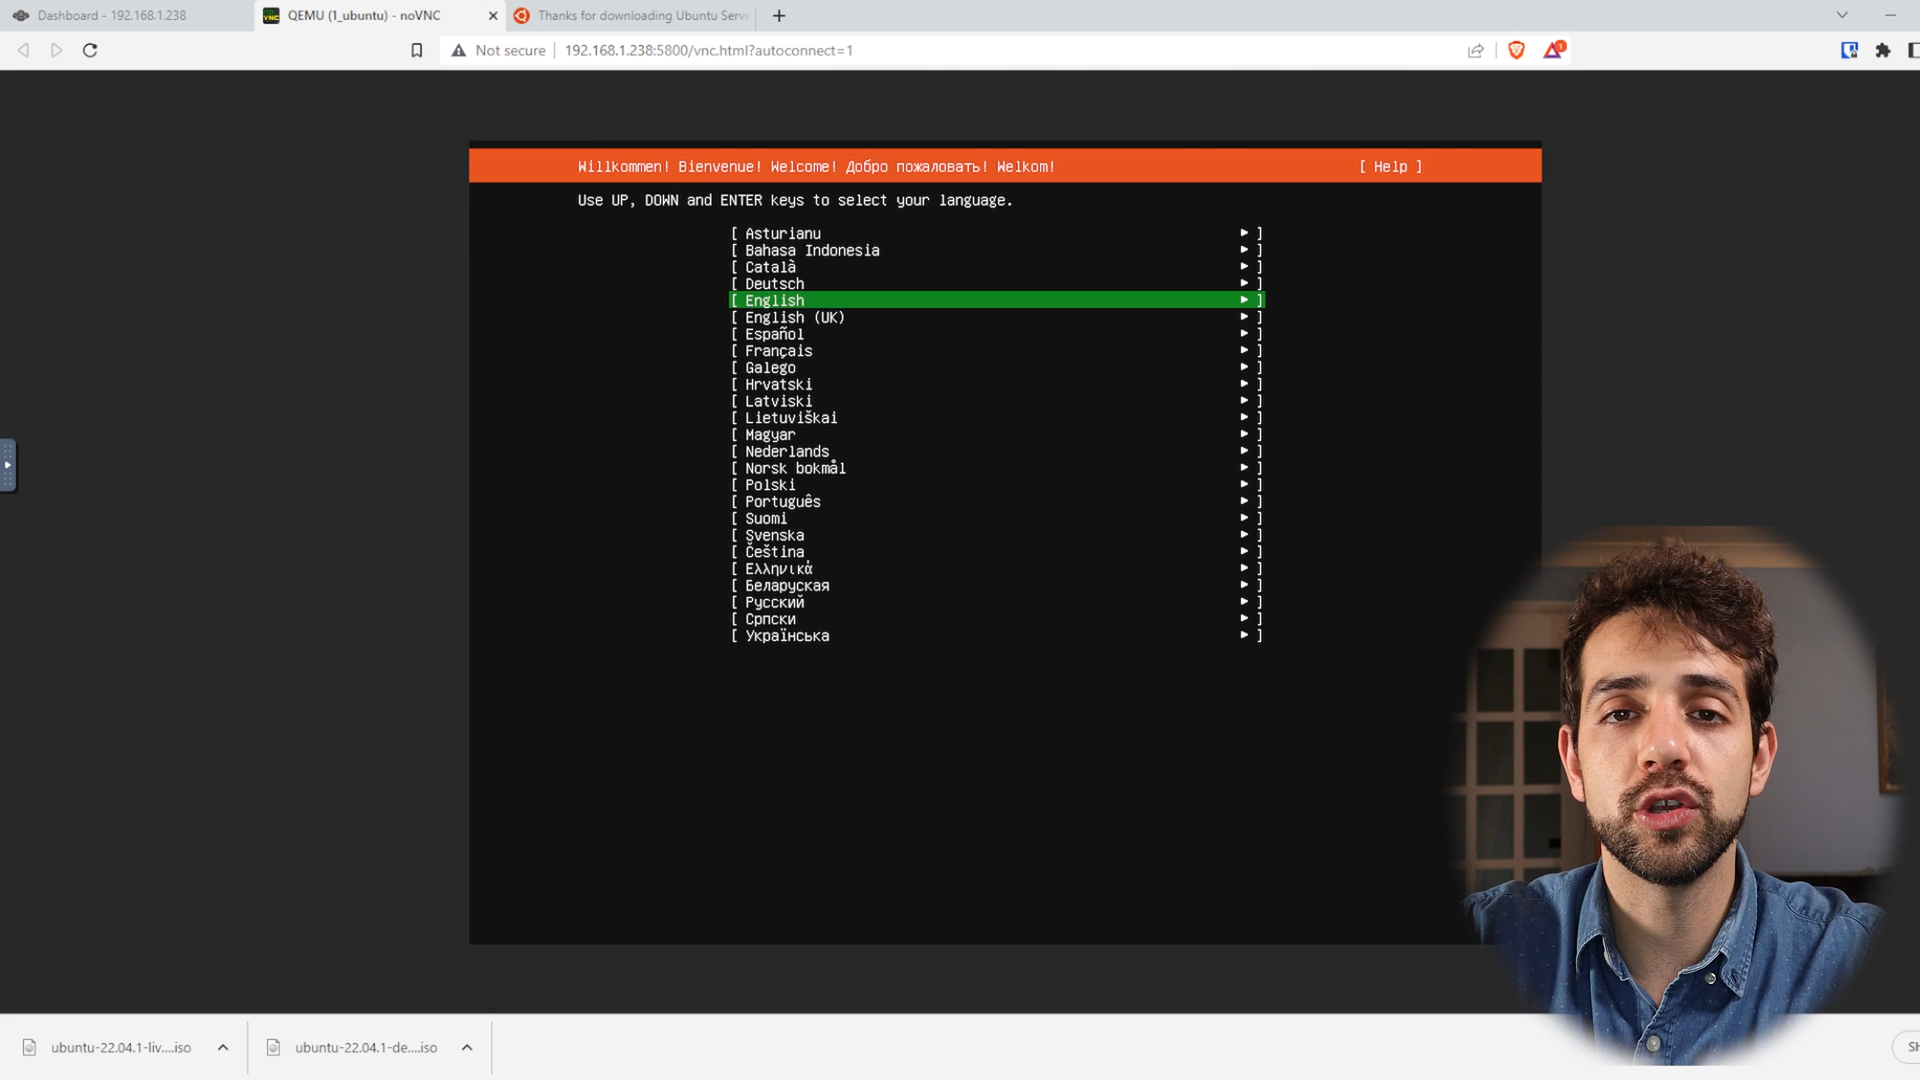 Dashboard - 192.168.1.238
QEMU (1_ubuntu) - noVNC
Thanks for downloading Ubuntu Serve
Not secure
192.168.1.238:5800/vnc.html?autoconnect=1
1
Willkommen! Bienvenue! Welcome! Добро пожаловать! Welkom!
[ Help ]
Use UP, DOWN and ENTER keys to select your language.
[ Asturianu ▸ ]
[ Bahasa Indonesia ▸ ]
[ Català ▸ ]
[ Deutsch ▸ ]
[ English ▸ ]
[ English (UK) ▸ ]
[ Español ▸ ]
[ Français ▸ ]
[ Galego ▸ ]
[ Hrvatski ▸ ]
[ Latviski ▸ ]
[ Lietuviškai ▸ ]
[ Magyar ▸ ]
[ Nederlands ▸ ]
[ Norsk bokmål ▸ ]
[ Polski ▸ ]
[ Português ▸ ]
[ Suomi ▸ ]
[ Svenska ▸ ]
[ Čeština ▸ ]
[ Ελληνικά ▸ ]
[ Беларуская ▸ ]
[ Русский ▸ ]
[ Српски ▸ ]
[ Українська ▸ ]
ubuntu-22.04.1-liv....iso
ubuntu-22.04.1-de....iso